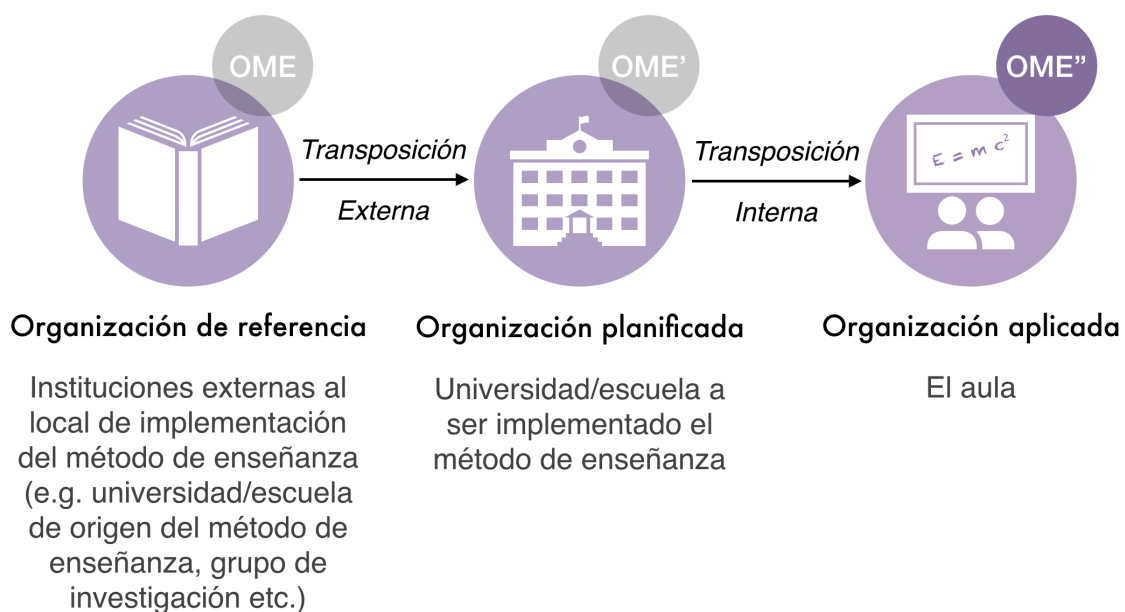 OME
OME’
OME”
Transposición
Externa
Transposición
Interna
E = m c²
Organización de referencia
Organización planificada
Organización aplicada
Instituciones externas al
local de implementación
del método de enseñanza
(e.g. universidad/escuela
de origen del método de
enseñanza, grupo de
investigación etc.)
Universidad/escuela a
ser implementado el
método de enseñanza
El aula